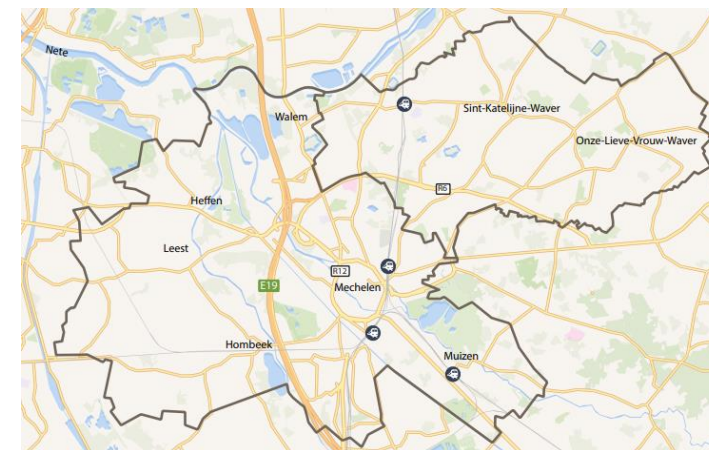 Nete
Walem
Sint-Katelijne-Waver
Onze-Lieve-Vrouw-Waver
R6
Heffen
Leest
R12
E19
Mechelen
Hombeek
Muizen